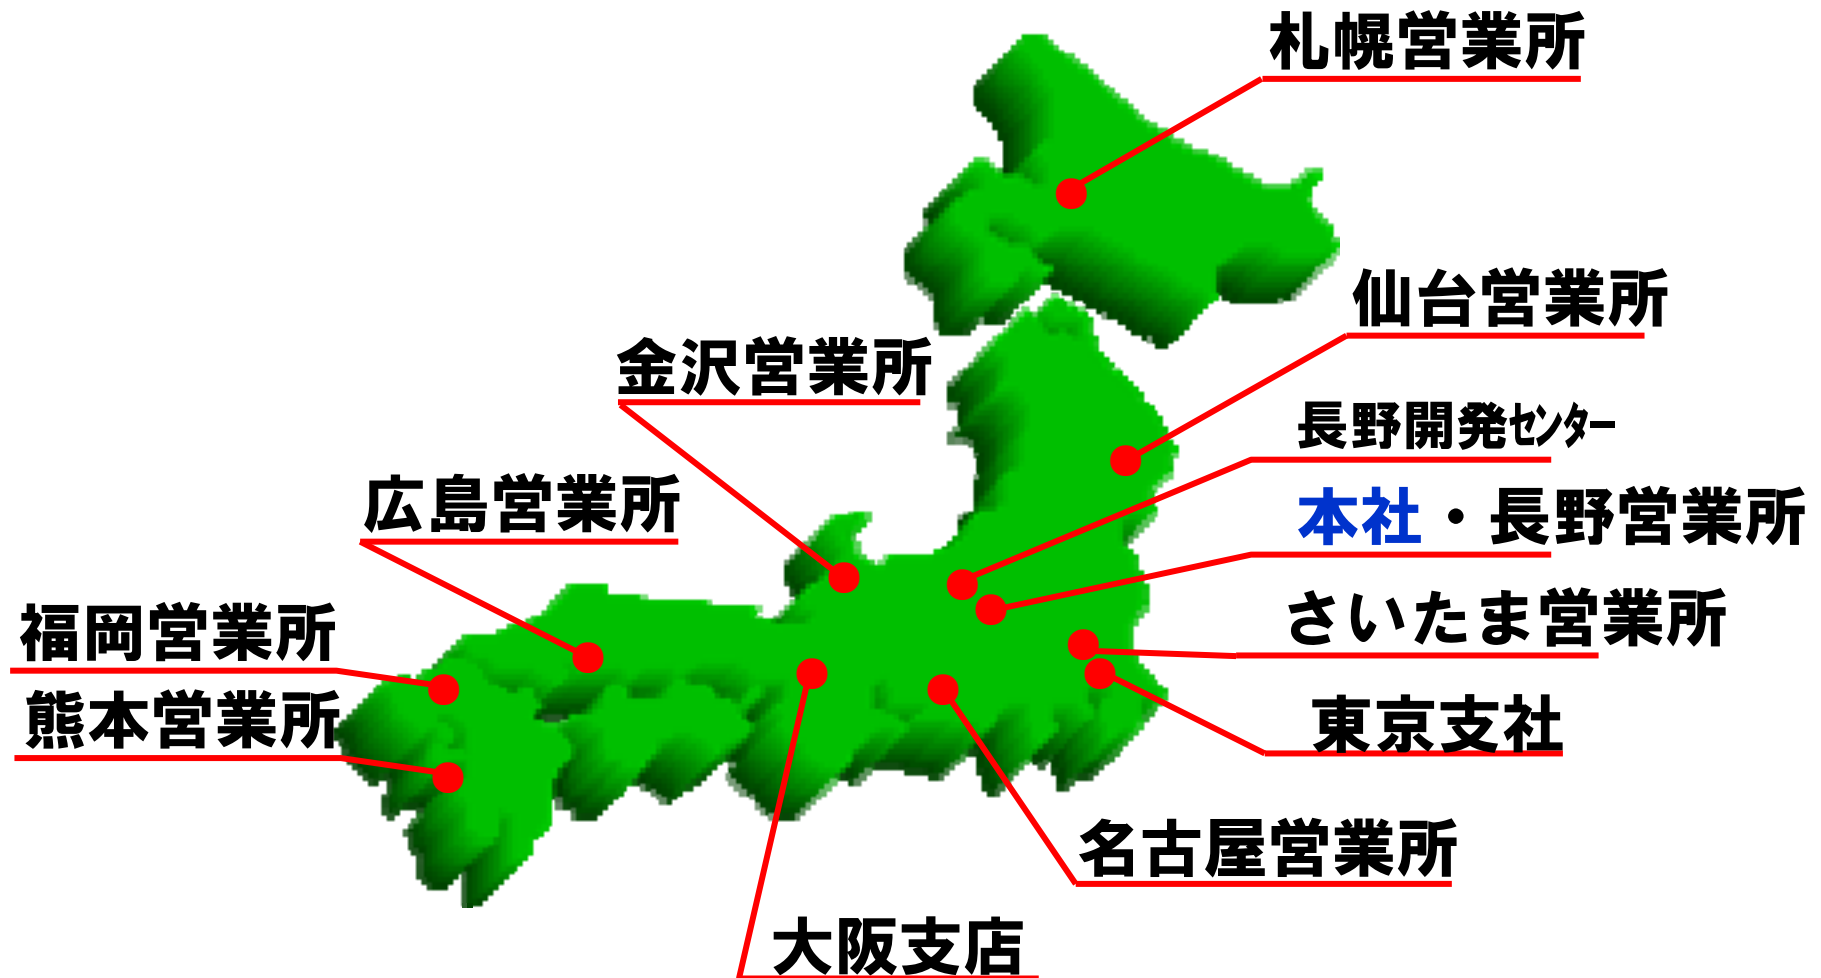 札幌営業所
仙台営業所
金沢営業所
長野開発ｾﾝﾀｰ
広島営業所
本社・長野営業所
さいたま営業所
福岡営業所
熊本営業所
東京支社
名古屋営業所
大阪支店